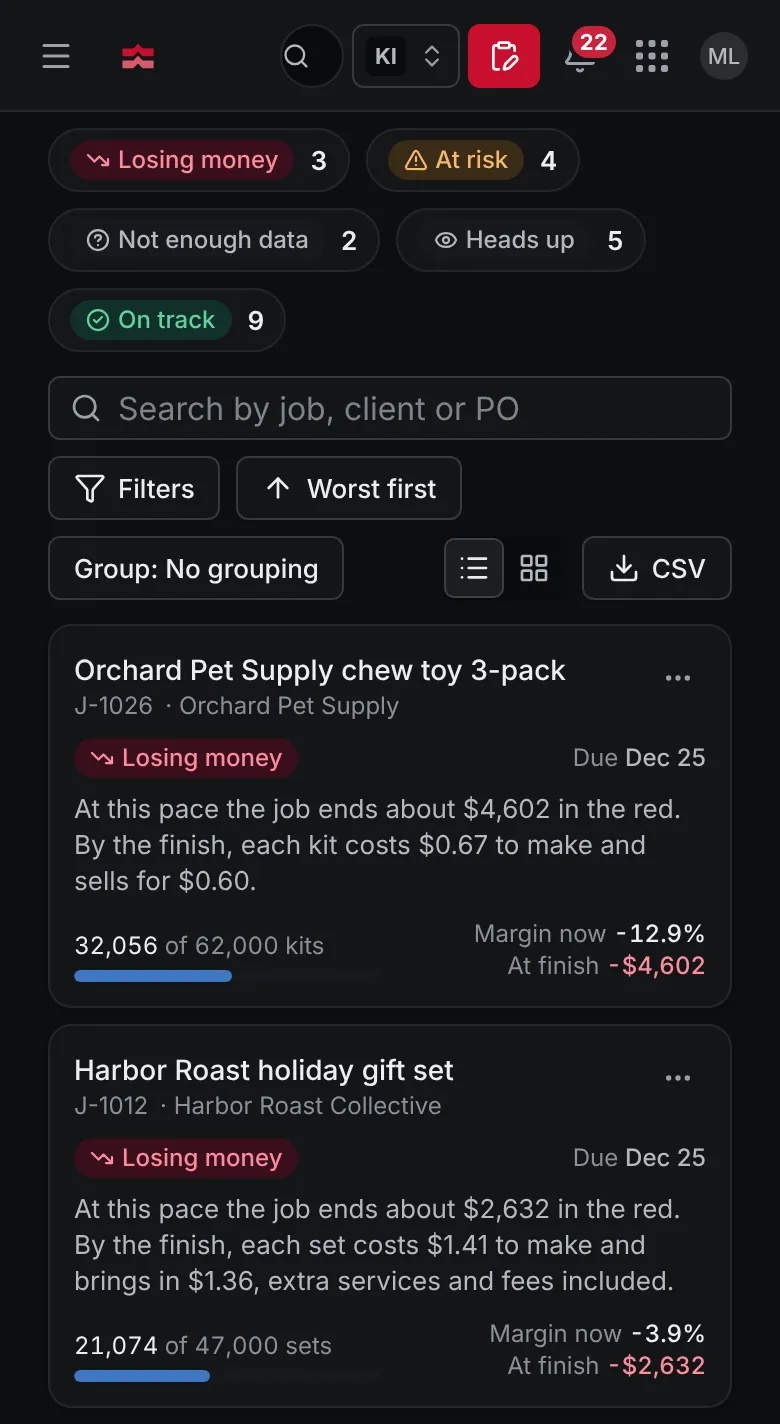 KI
22
ML
Losing money 3
At risk 4
Not enough data 2
Heads up 5
On track 9
Search by job, client or PO
Filters
Worst first
Group: No grouping
CSV
Orchard Pet Supply chew toy 3-pack
J-1026 · Orchard Pet Supply
Losing money
Due Dec 25
At this pace the job ends about $4,602 in the red.
By the finish, each kit costs $0.67 to make and
sells for $0.60.
32,056 of 62,000 kits
Margin now -12.9%
At finish -$4,602
Harbor Roast holiday gift set
J-1012 · Harbor Roast Collective
Losing money
Due Dec 25
At this pace the job ends about $2,632 in the red.
By the finish, each set costs $1.41 to make and
brings in $1.36, extra services and fees included.
21,074 of 47,000 sets
Margin now -3.9%
At finish -$2,632